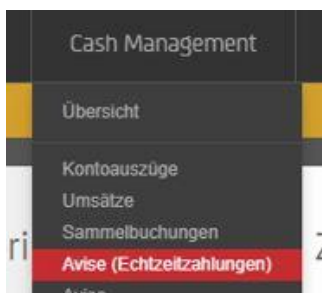 Cash Management
Übersicht
Kontoauszüge
Umsätze
Sammelbuchungen
Avise (Echtzeitzahlungen)